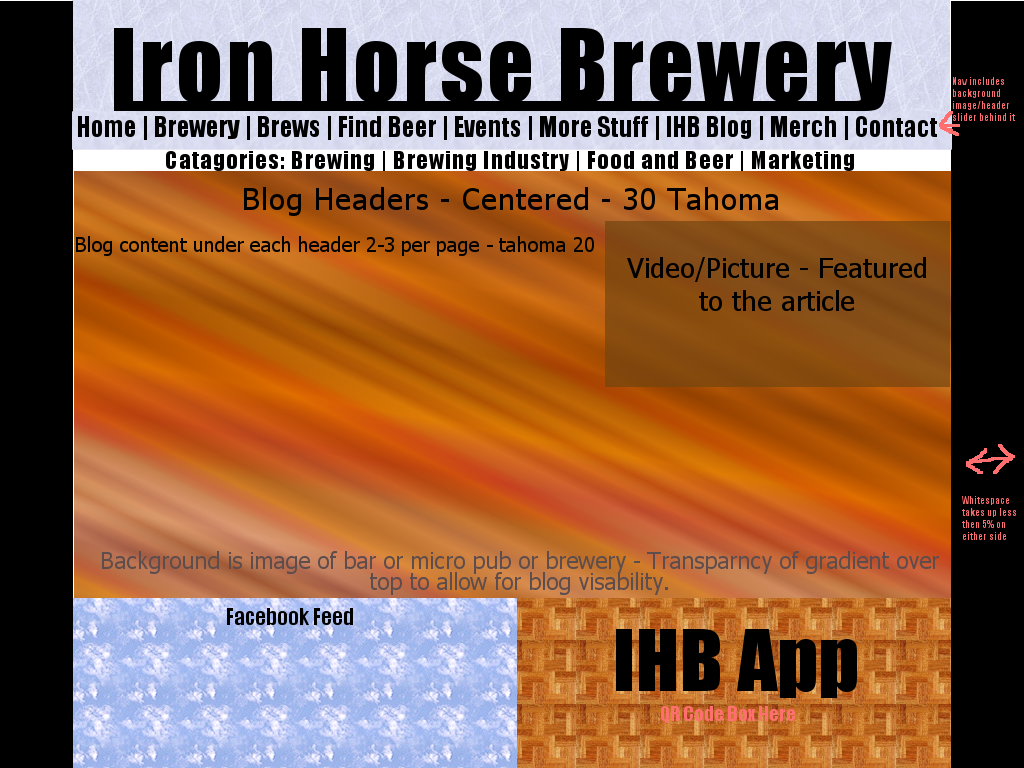 Iron Horse Brewery
Home | Brewery | Brews | Find Beer | Events | More Stuff | IHB Blog | Merch | Contact
Nav includes
background
image/header
slider behind it
Catagories: Brewing | Brewing Industry | Food and Beer | Marketing
Blog Headers - Centered - 30 Tahoma
Blog content under each header 2-3 per page - tahoma 20
Video/Picture - Featured
to the article
Whitespace
takes up less
then 5% on
either side
Background is image of bar or micro pub or brewery - Transparncy of gradient over
top to allow for blog visability.
Facebook Feed
IHB App
QR Code Box Here